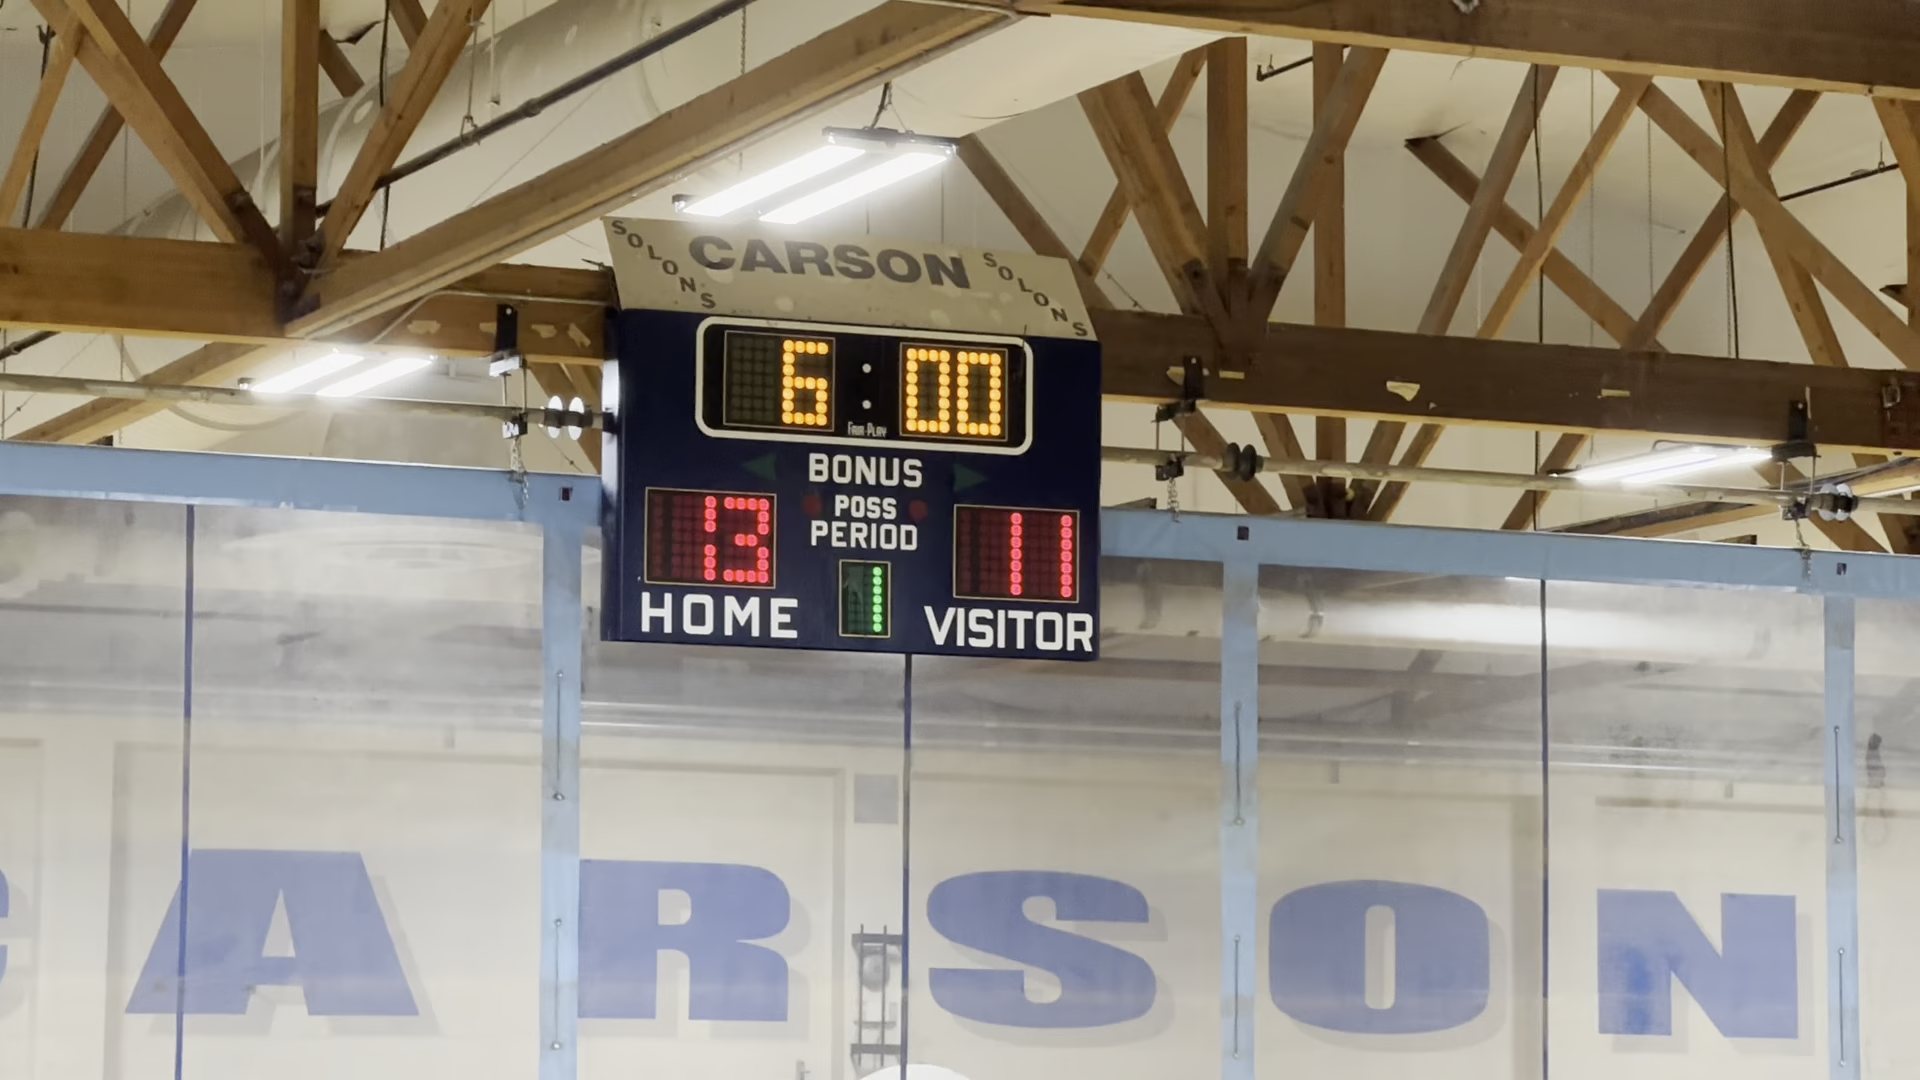 SOLONS CARSON SOLONS
6:00
FAIR-PLAY
BONUS
POSS
PERIOD
13 1 11
HOME VISITOR
CARSON